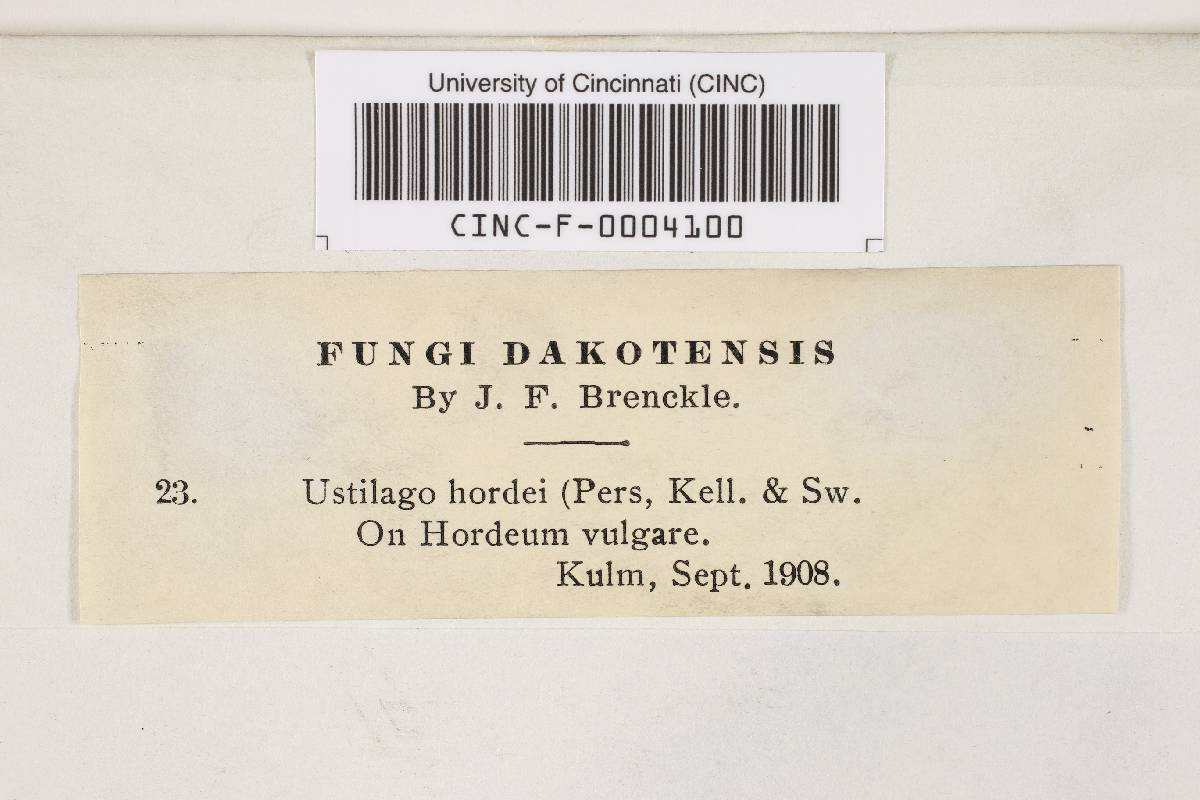 University of Cincinnati (CINC)
CINC-F-0004100
FUNGI DAKOTENSIS
By J. F. Brenckle.
23. Ustilago hordei (Pers, Kell. & Sw.
On Hordeum vulgare.
Kulm, Sept. 1908.